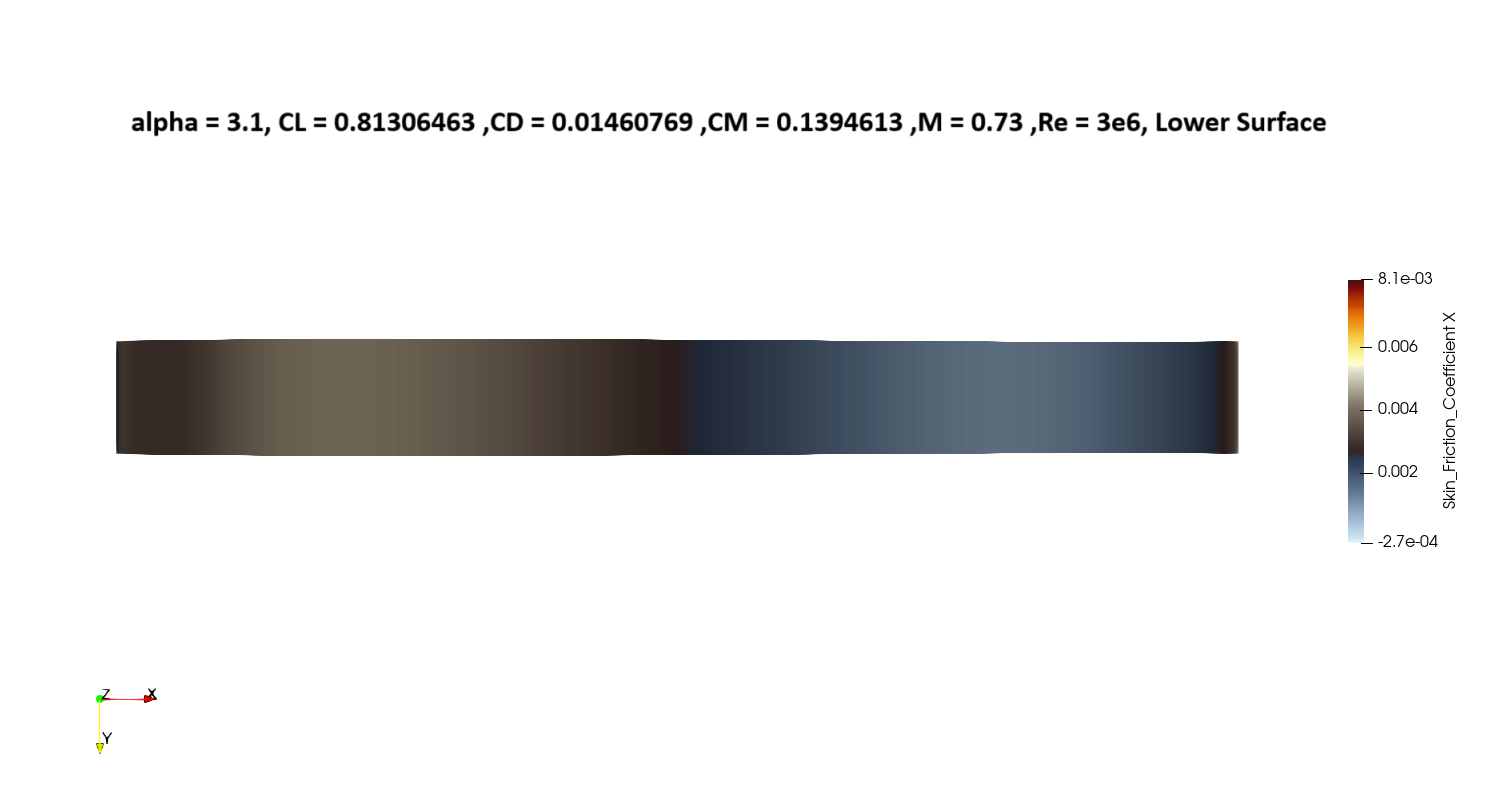 alpha = 3.1, CL = 0.81306463 ,CD = 0.01460769 ,CM = 0.1394613 ,M = 0.73 ,Re = 3e6, Lower Surface
8.1e-03
0.006
0.004
0.002
-2.7e-04
Skin_Friction_Coefficient X
Z
X
Y